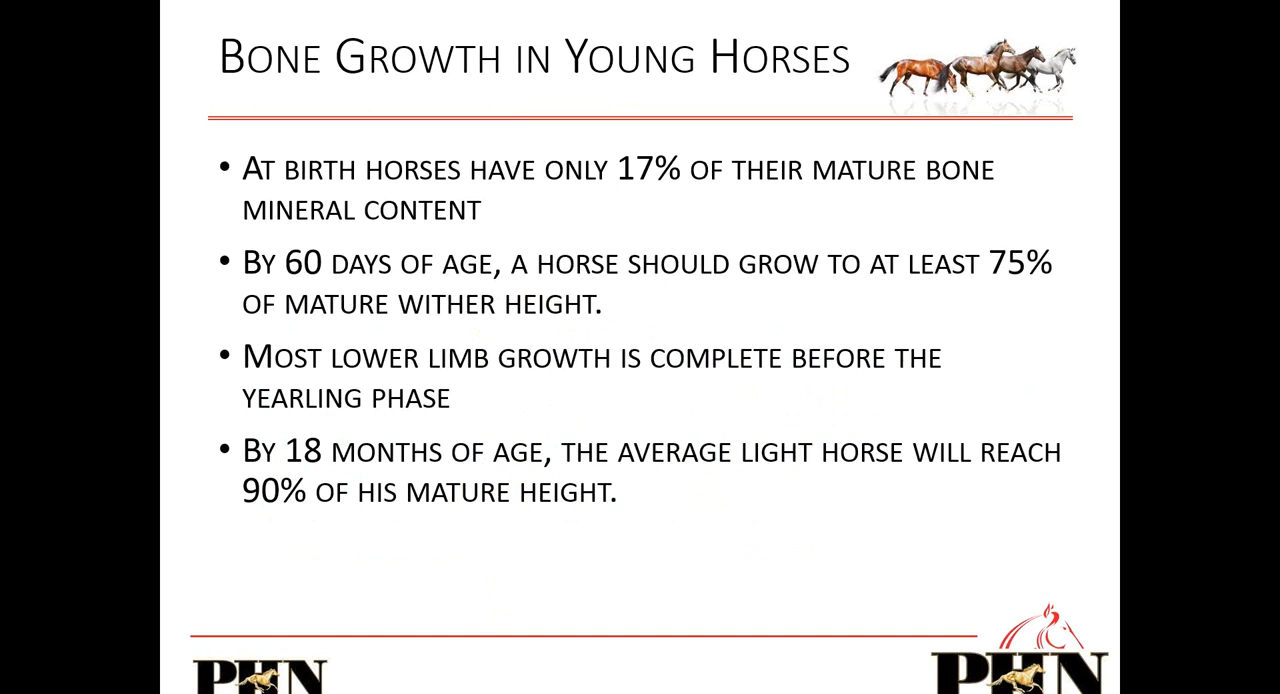 Bone Growth in Young Horses
• At birth horses have only 17% of their mature bone
mineral content
• By 60 days of age, a horse should grow to at least 75%
of mature wither height.
• Most lower limb growth is complete before the
yearling phase
• By 18 months of age, the average light horse will reach
90% of his mature height.
PHN
PHN